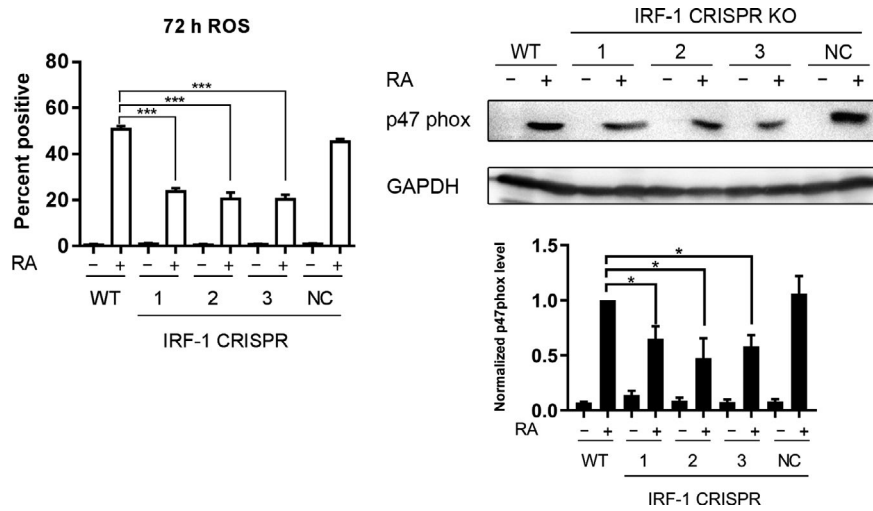 72 h ROS
Percent positive
80
60
40
20
0
*** *** ***
RA − + − + − + − + − +
WT 1 2 3 NC
IRF-1 CRISPR
IRF-1 CRISPR KO
WT 1 2 3 NC
RA − + − + − + − + − +
p47 phox
GAPDH
Normalized p47phox level
1.5
1.0
0.5
0.0
* * *
RA − + − + − + − + − +
WT 1 2 3 NC
IRF-1 CRISPR